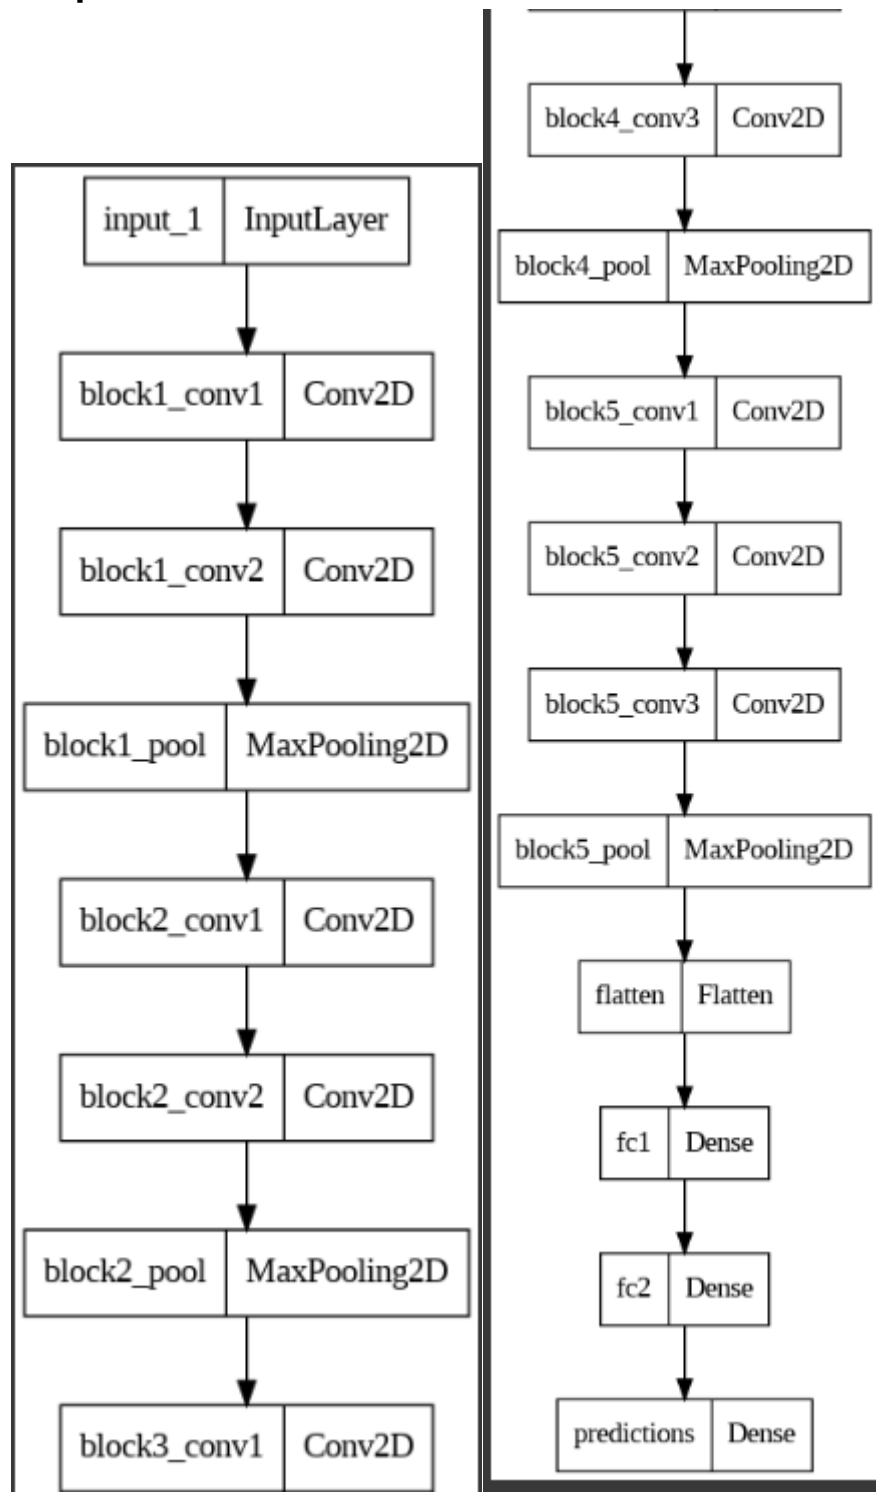 input_1 InputLayer
block1_conv1 Conv2D
block1_conv2 Conv2D
block1_pool MaxPooling2D
block2_conv1 Conv2D
block2_conv2 Conv2D
block2_pool MaxPooling2D
block3_conv1 Conv2D
block4_conv3 Conv2D
block4_pool MaxPooling2D
block5_conv1 Conv2D
block5_conv2 Conv2D
block5_conv3 Conv2D
block5_pool MaxPooling2D
flatten Flatten
fc1 Dense
fc2 Dense
predictions Dense